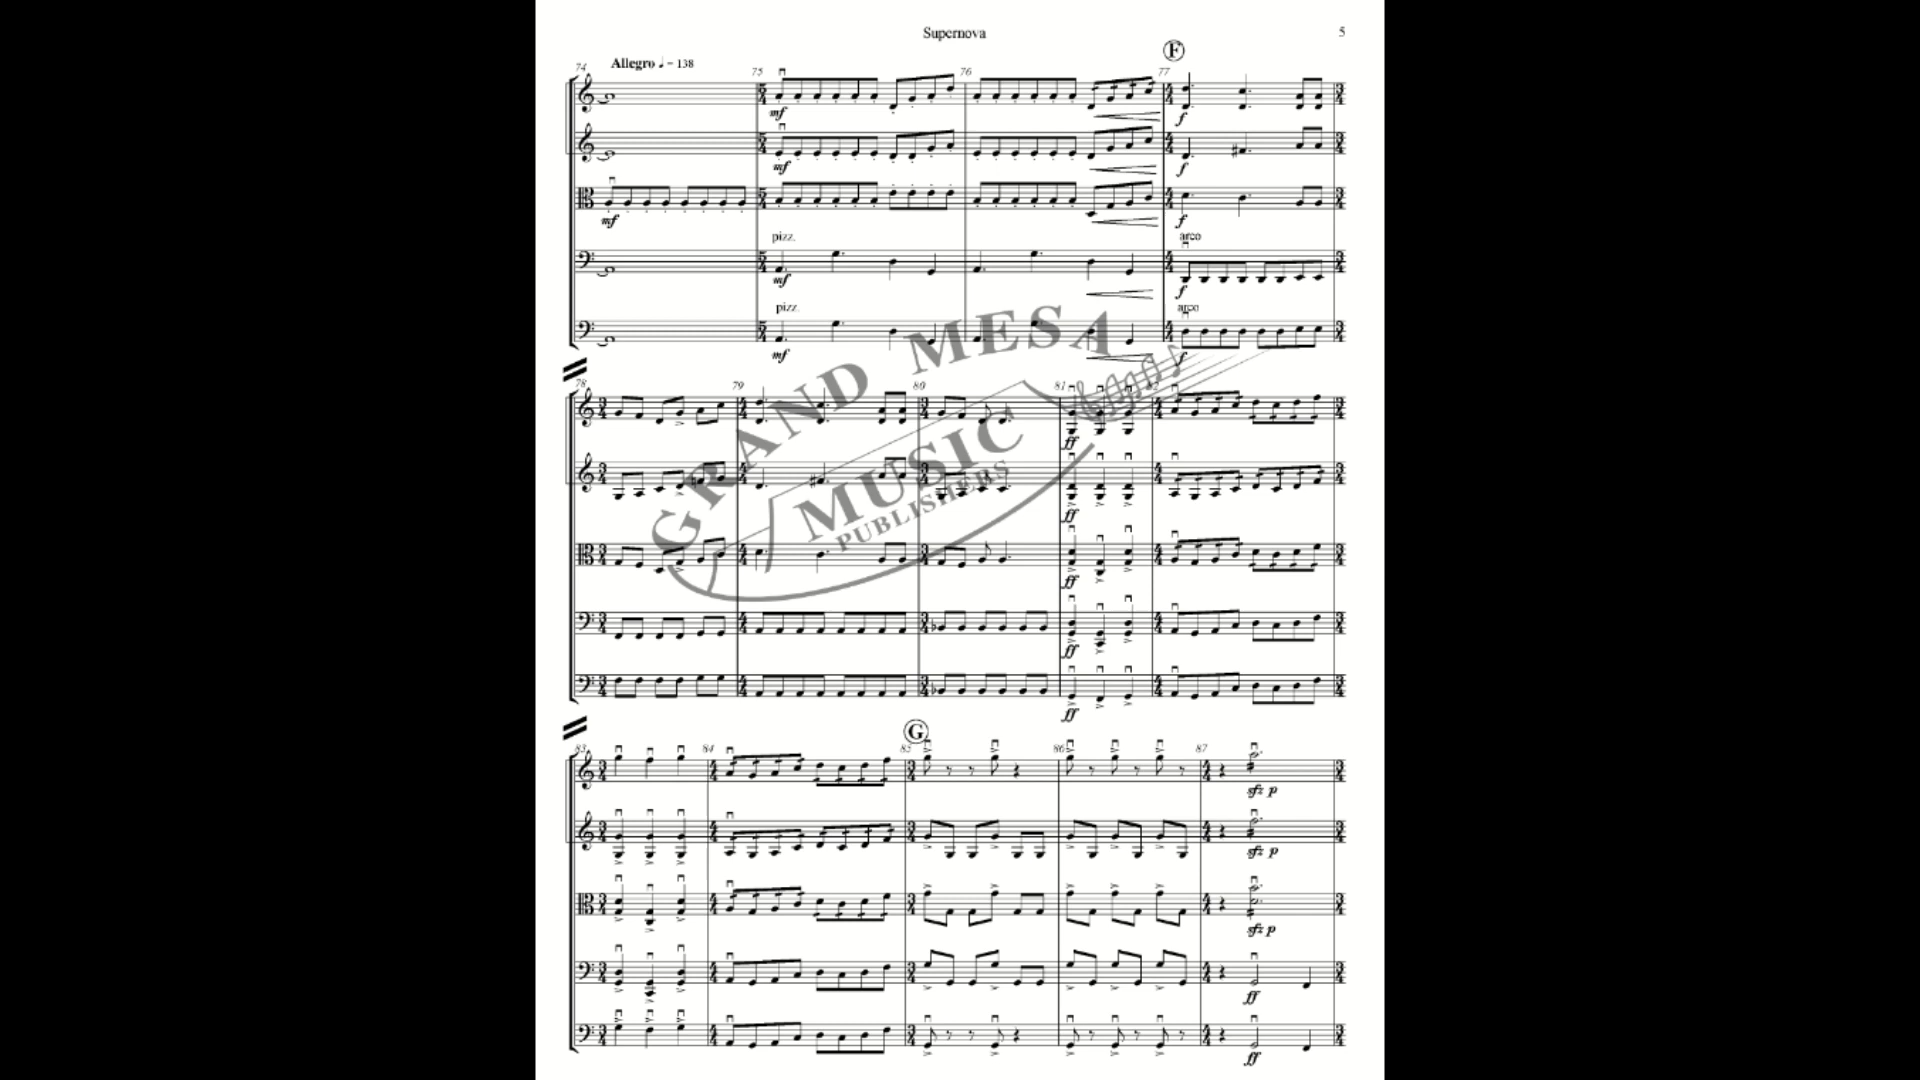 Supernova 5
F
74 Allegro ♩ = 138 75 76 77
mf f
mf f
mf f
pizz. arco
mf f
pizz. arco
mf f
GRAND MESA
MUSIC
PUBLISHERS
78 79 80 81 82
ff
ff
ff
ff
ff
G
83 84 85 86 87
sfz p
sfz p
sfz p
ff
ff